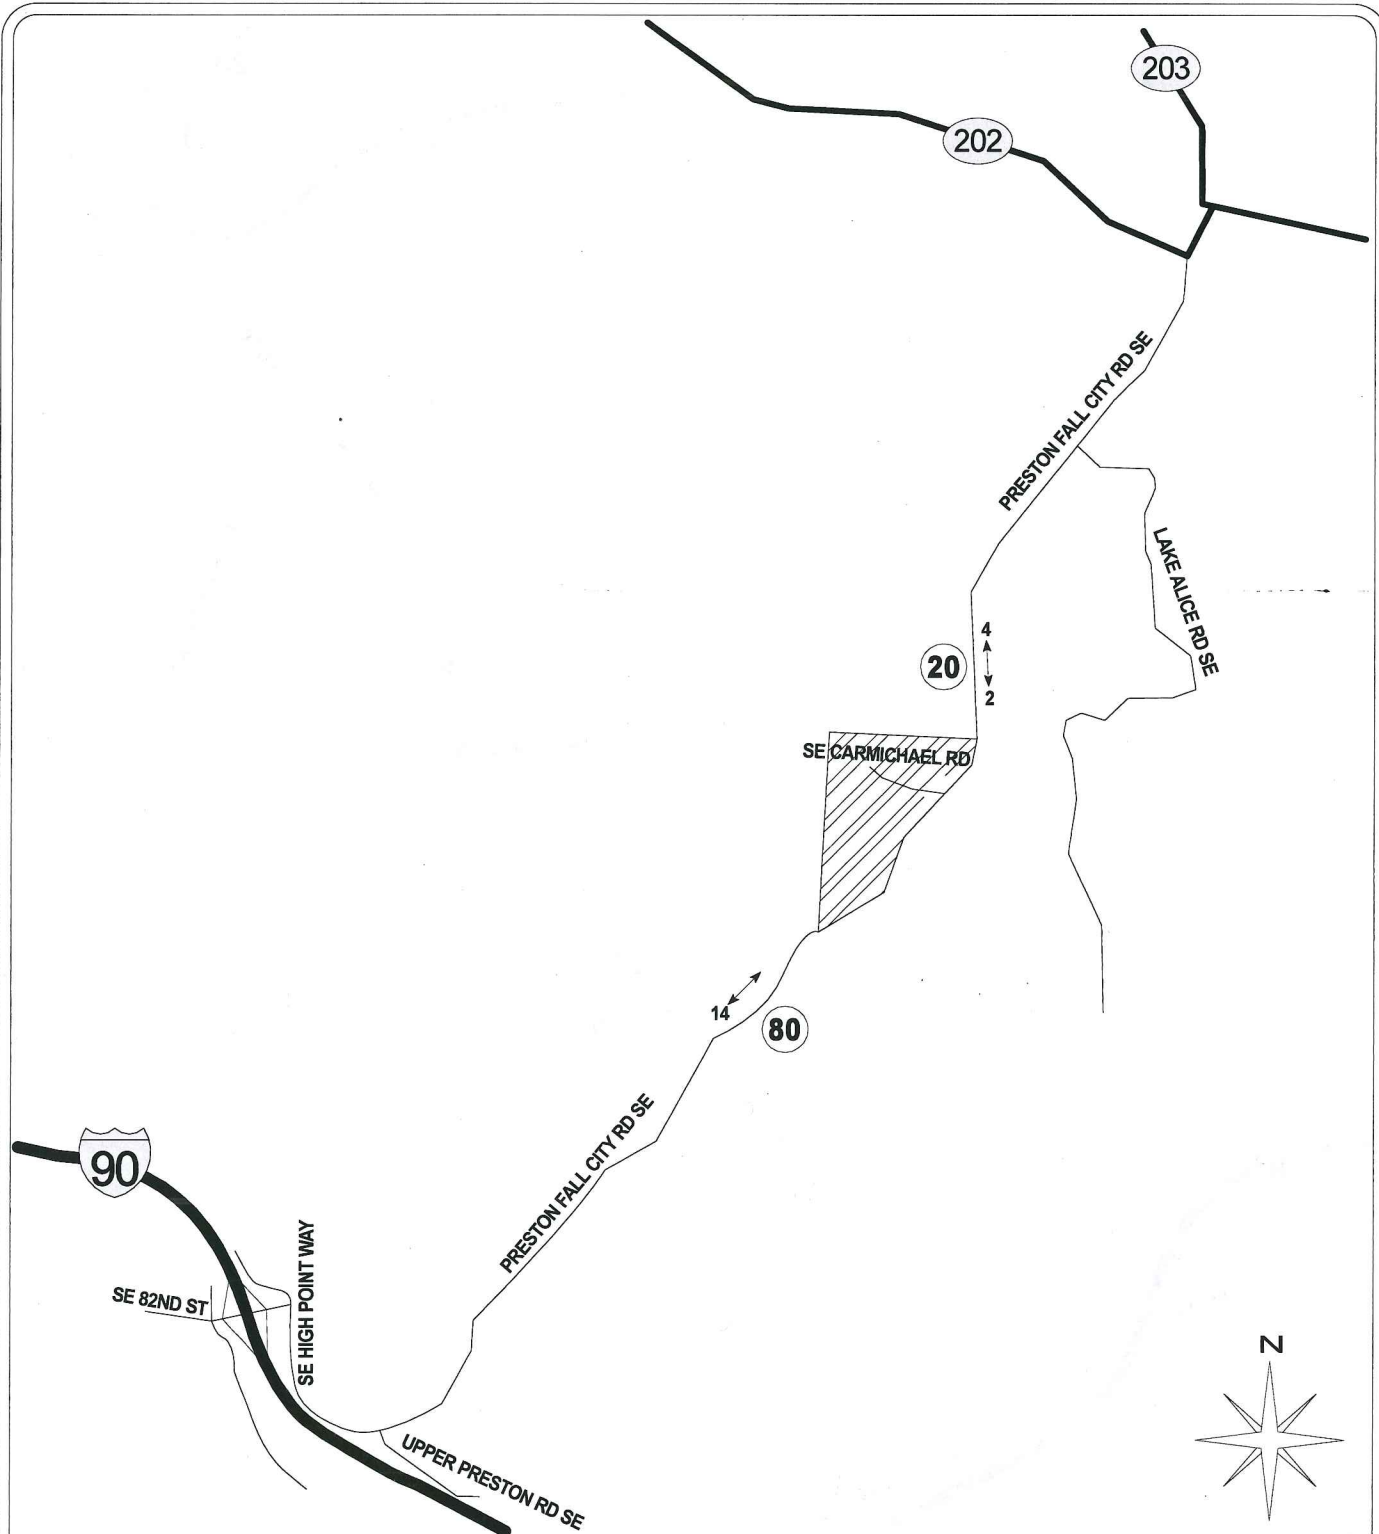 203
202
PRESTON FALL CITY RD SE
LAKE ALICE RD SE
4
20
2
SE CARMICHAEL RD
14
80
PRESTON FALL CITY RD SE
90
SE HIGH POINT WAY
SE 82ND ST
N
UPPER PRESTON RD SE